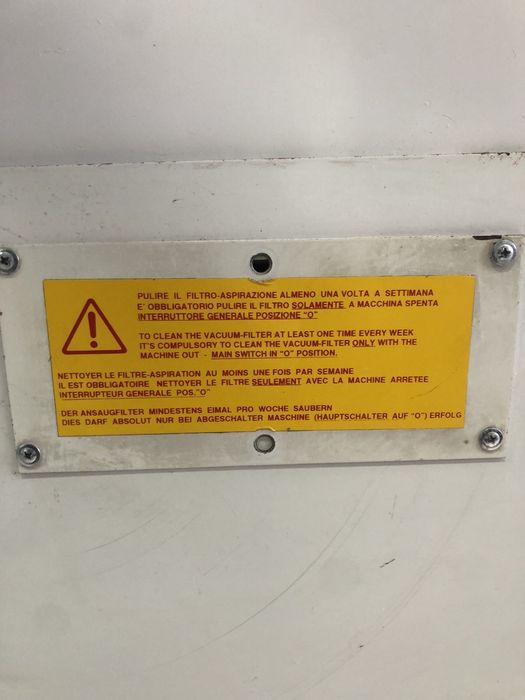 PULIRE IL FILTRO-ASPIRAZIONE ALMENO UNA VOLTA A SETTIMANA
E' OBBLIGATORIO PULIRE IL FILTRO SOLAMENTE A MACCHINA SPENTA
INTERRUTTORE GENERALE POSIZIONE "O"
TO CLEAN THE VACUUM-FILTER AT LEAST ONE TIME EVERY WEEK
IT'S COMPULSORY TO CLEAN THE VACUUM-FILTER ONLY WITH THE
MACHINE OUT - MAIN SWITCH IN "O" POSITION.
NETTOYER LE FILTRE-ASPIRATION AU MOINS UNE FOIS PAR SEMAINE
IL EST OBBLIGATOIRE NETTOYER LE FILTRE SEULEMENT AVEC LA MACHINE ARRETEE
INTERRUPTEUR GENERALE POS."O"
DER ANSAUGFILTER MINDESTENS EIMAL PRO WOCHE SAUBERN
DIES DARF ABSOLUT NUR BEI ABGESCHALTER MASCHINE (HAUPTSCHALTER AUF "O") ERFOLG